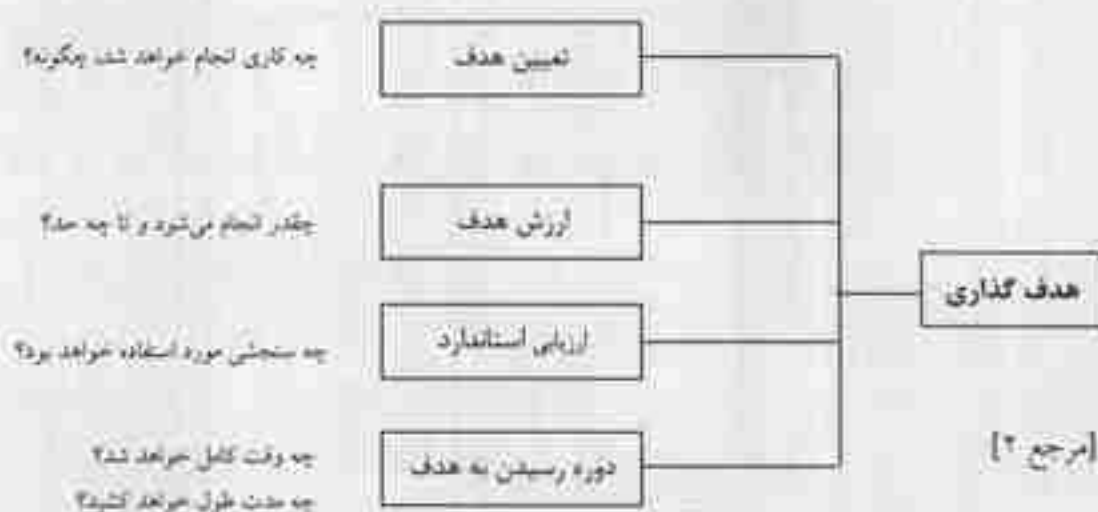 هدف گذاری
تعیین هدف
چه کاری انجام خواهد شد، چگونه؟
ارزش هدف
چقدر انجام می‌شود و تا چه حد؟
ارزیابی استاندارد
چه سنجشی مورد استفاده خواهد بود؟
دوره رسیدن به هدف
چه وقت کامل خواهد شد؟
چه مدت طول خواهد کشید؟
[مرجع ۲]